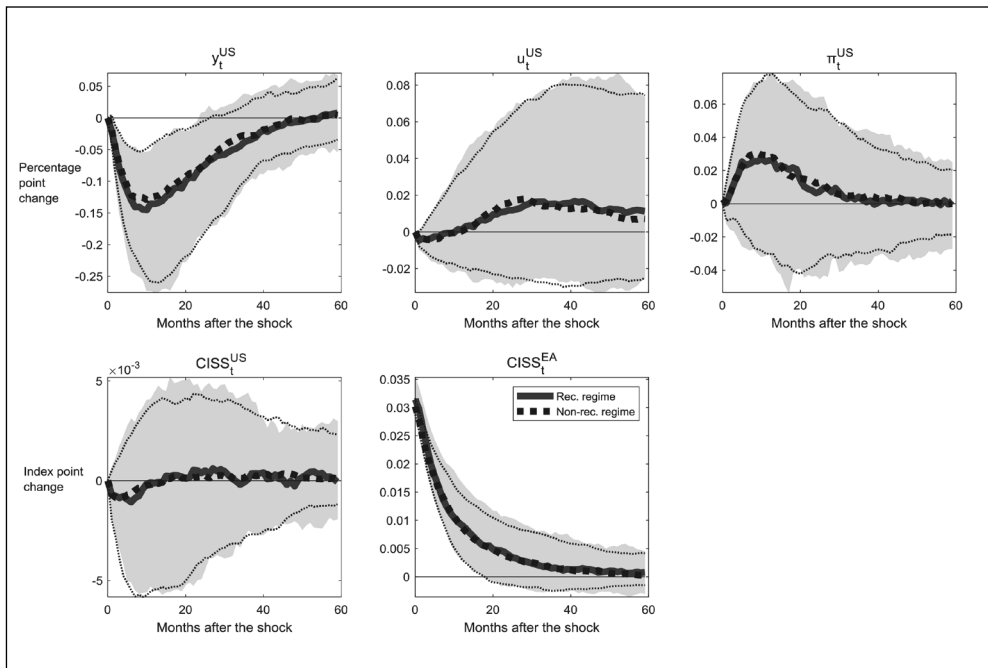 y_t^US
0.05
0
-0.05
-0.1
-0.15
-0.2
-0.25
Percentage
point
change
0 20 40 60
Months after the shock
u_t^US
0.08
0.06
0.04
0.02
0
-0.02
0 20 40 60
Months after the shock
π_t^US
0.06
0.04
0.02
0
-0.02
-0.04
0 20 40 60
Months after the shock
CISS_t^US
×10^-3
5
0
-5
Index point
change
0 20 40 60
Months after the shock
CISS_t^EA
0.035
0.03
0.025
0.02
0.015
0.01
0.005
0
Rec. regime
Non-rec. regime
0 20 40 60
Months after the shock